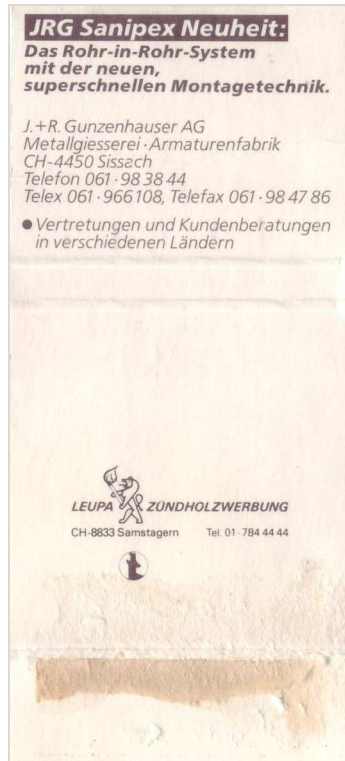 JRG Sanipex Neuheit:
Das Rohr-in-Rohr-System
mit der neuen,
superschnellen Montagetechnik.
J.+R. Gunzenhauser AG
Metallgiesserei · Armaturenfabrik
CH-4450 Sissach
Telefon 061 · 98 38 44
Telex 061 · 966 108, Telefax 061 · 98 47 86
● Vertretungen und Kundenberatungen
in verschiedenen Ländern
LEUPA ZÜNDHOLZWERBUNG
CH-8833 Samstagern Tel. 01 - 784 44 44